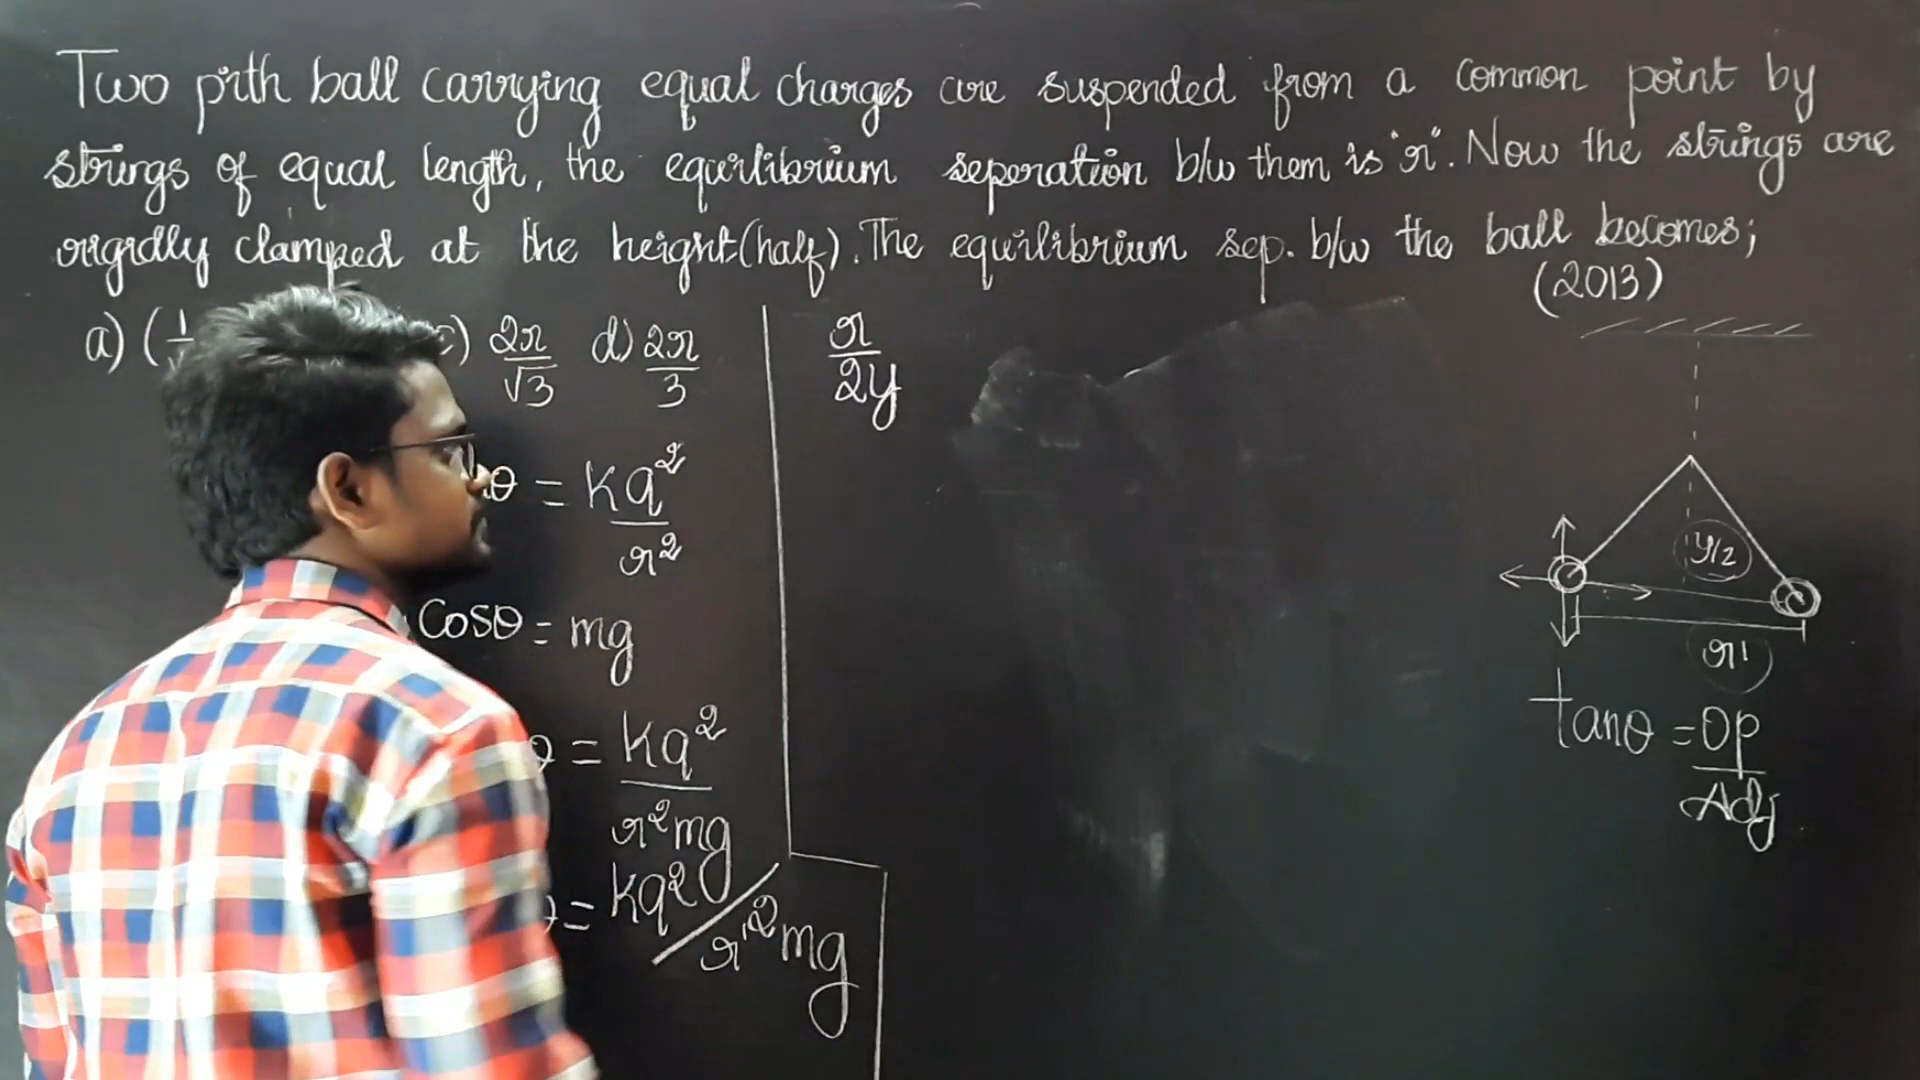 Two pith ball carrying equal charges are suspended from a common point by
strings of equal length, the equilibrium seperation b/w them is "r". Now the strings are
rigidly clamped at the height(half). The equilibrium sep. b/w the ball becomes;
(2013)
a) (1 c) 2r/√3 d) 2r/3
r/2y
θ = Kq²/r²
Cosθ = mg
θ = Kq²/r²mg
= Kq²/r'²mg
y/2
r'
tanθ = Op/Adj